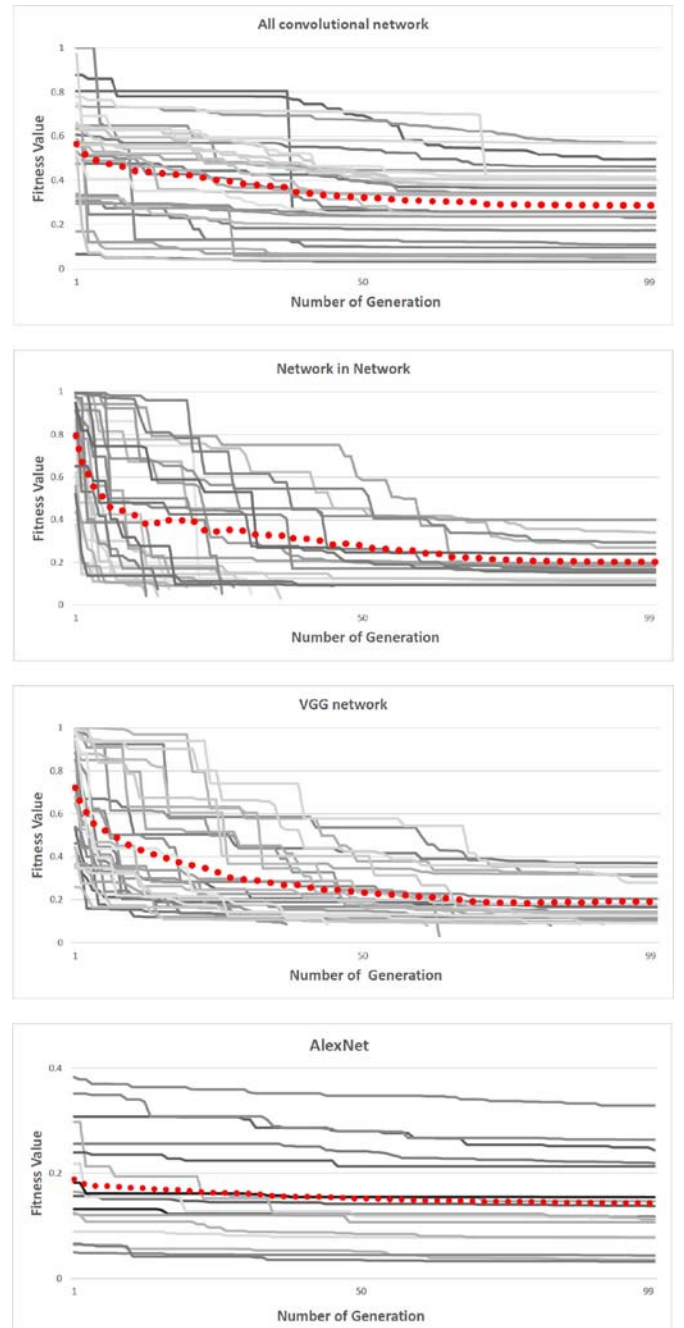 All convolutional network
1
0.8
0.6
0.4
0.2
0
Fitness Value
1 50 99
Number of Generation
Network in Network
1
0.8
0.6
0.4
0.2
0
Fitness Value
1 50 99
Number of Generation
VGG network
1
0.8
0.6
0.4
0.2
0
Fitness Value
1 50 99
Number of Generation
AlexNet
0.4
0.2
0
Fitness Value
1 50 99
Number of Generation